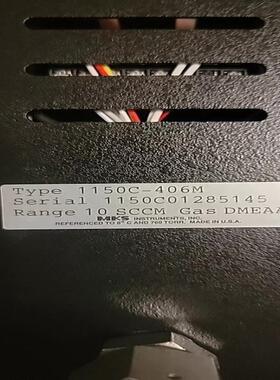 Type 1150C-406M
Serial 1150C01285145
Range 10 SCCM Gas DMEAA
MKS INSTRUMENTS, INC.
REFERENCED TO 0° C AND 760 TORR. MADE IN U.S.A.